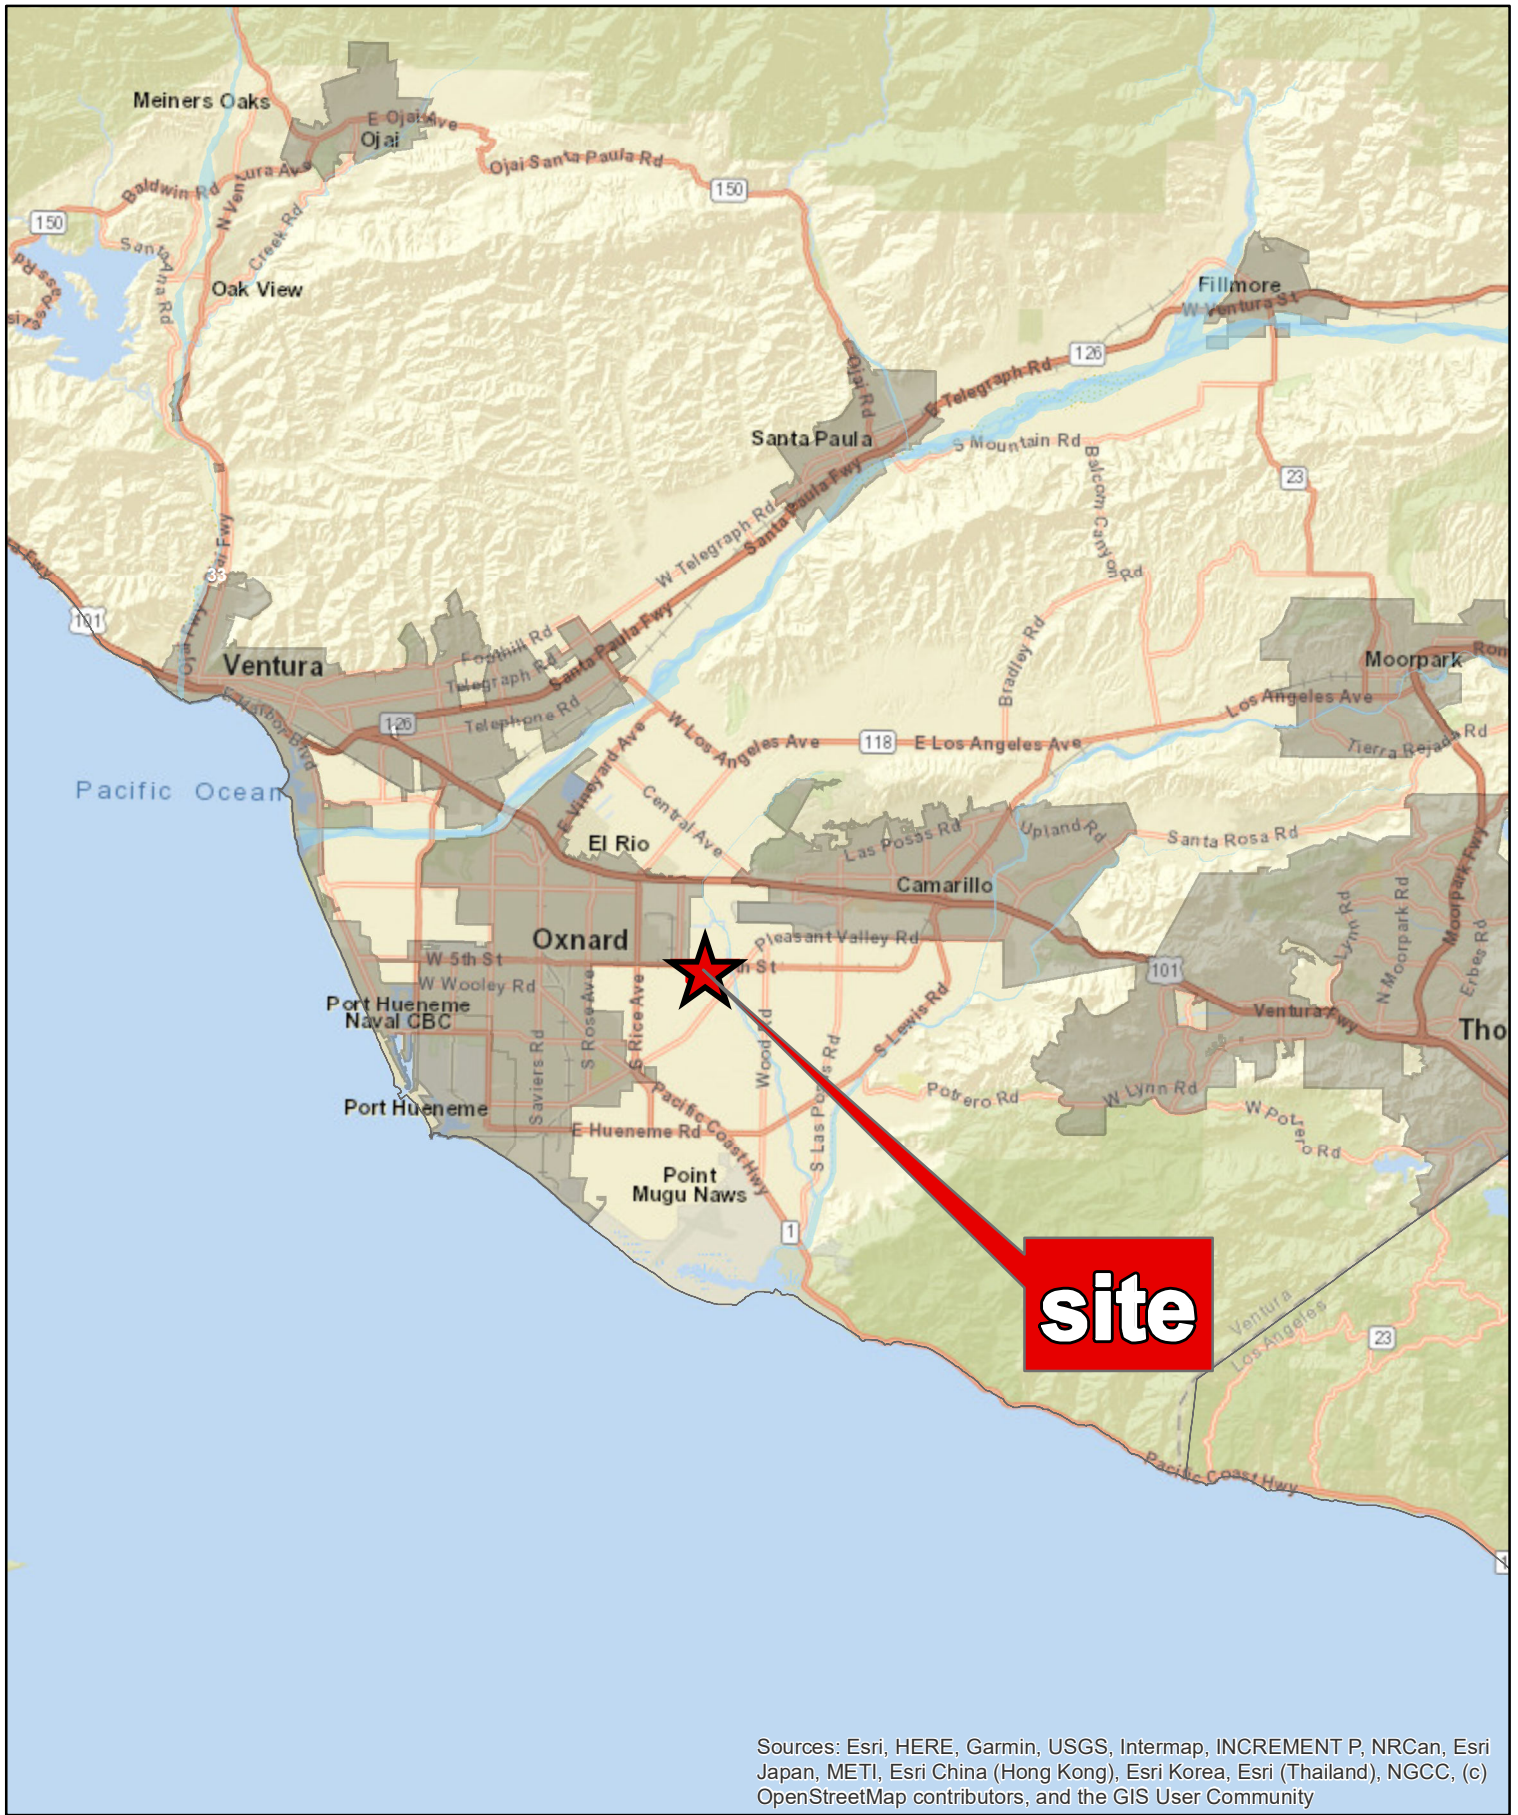 Meiners Oaks
E Ojai Ave
Ojai
Ojai Santa Paula Rd
150
Baldwin Rd
N Ventura Ave
150
Creek Rd
Santa Ana Rd
Oak View
Fillmore
W Ventura St
126
Ojai Rd
E Telegraph Rd
Santa Paula
S Mountain Rd
Balcom Canyon Rd
23
Santa Paula Fwy
W Telegraph Rd
33
101
Ojai Fwy
Foothill Rd
Santa Paula Fwy
Bradley Rd
Ventura
Telegraph Rd
Moorpark
E Harbor Blvd
126
Telephone Rd
Los Angeles Ave
W Los Angeles Ave
118
E Los Angeles Ave
Tierra Rejada Rd
E Vineyard Ave
Pacific Ocean
Central Ave
El Rio
Las Posas Rd
Upland Rd
Santa Rosa Rd
Camarillo
Moorpark Fwy
Lynn Rd
N Moorpark Rd
Erbes Rd
Oxnard
Pleasant Valley Rd
W 5th St
th St
101
W Wooley Rd
Port Hueneme
Naval CBC
S Rose Ave
S Rice Ave
S Lewis Rd
Ventura Fwy
Tho
Saviers Rd
Potrero Rd
W Lynn Rd
Port Hueneme
W Potrero Rd
E Hueneme Rd
Pacific Coast Hwy
Point
Mugu Naws
1
site
Ventura
Los Angeles
23
Pacific Coast Hwy
Sources: Esri, HERE, Garmin, USGS, Intermap, INCREMENT P, NRCan, Esri
Japan, METI, Esri China (Hong Kong), Esri Korea, Esri (Thailand), NGCC, (c)
OpenStreetMap contributors, and the GIS User Community